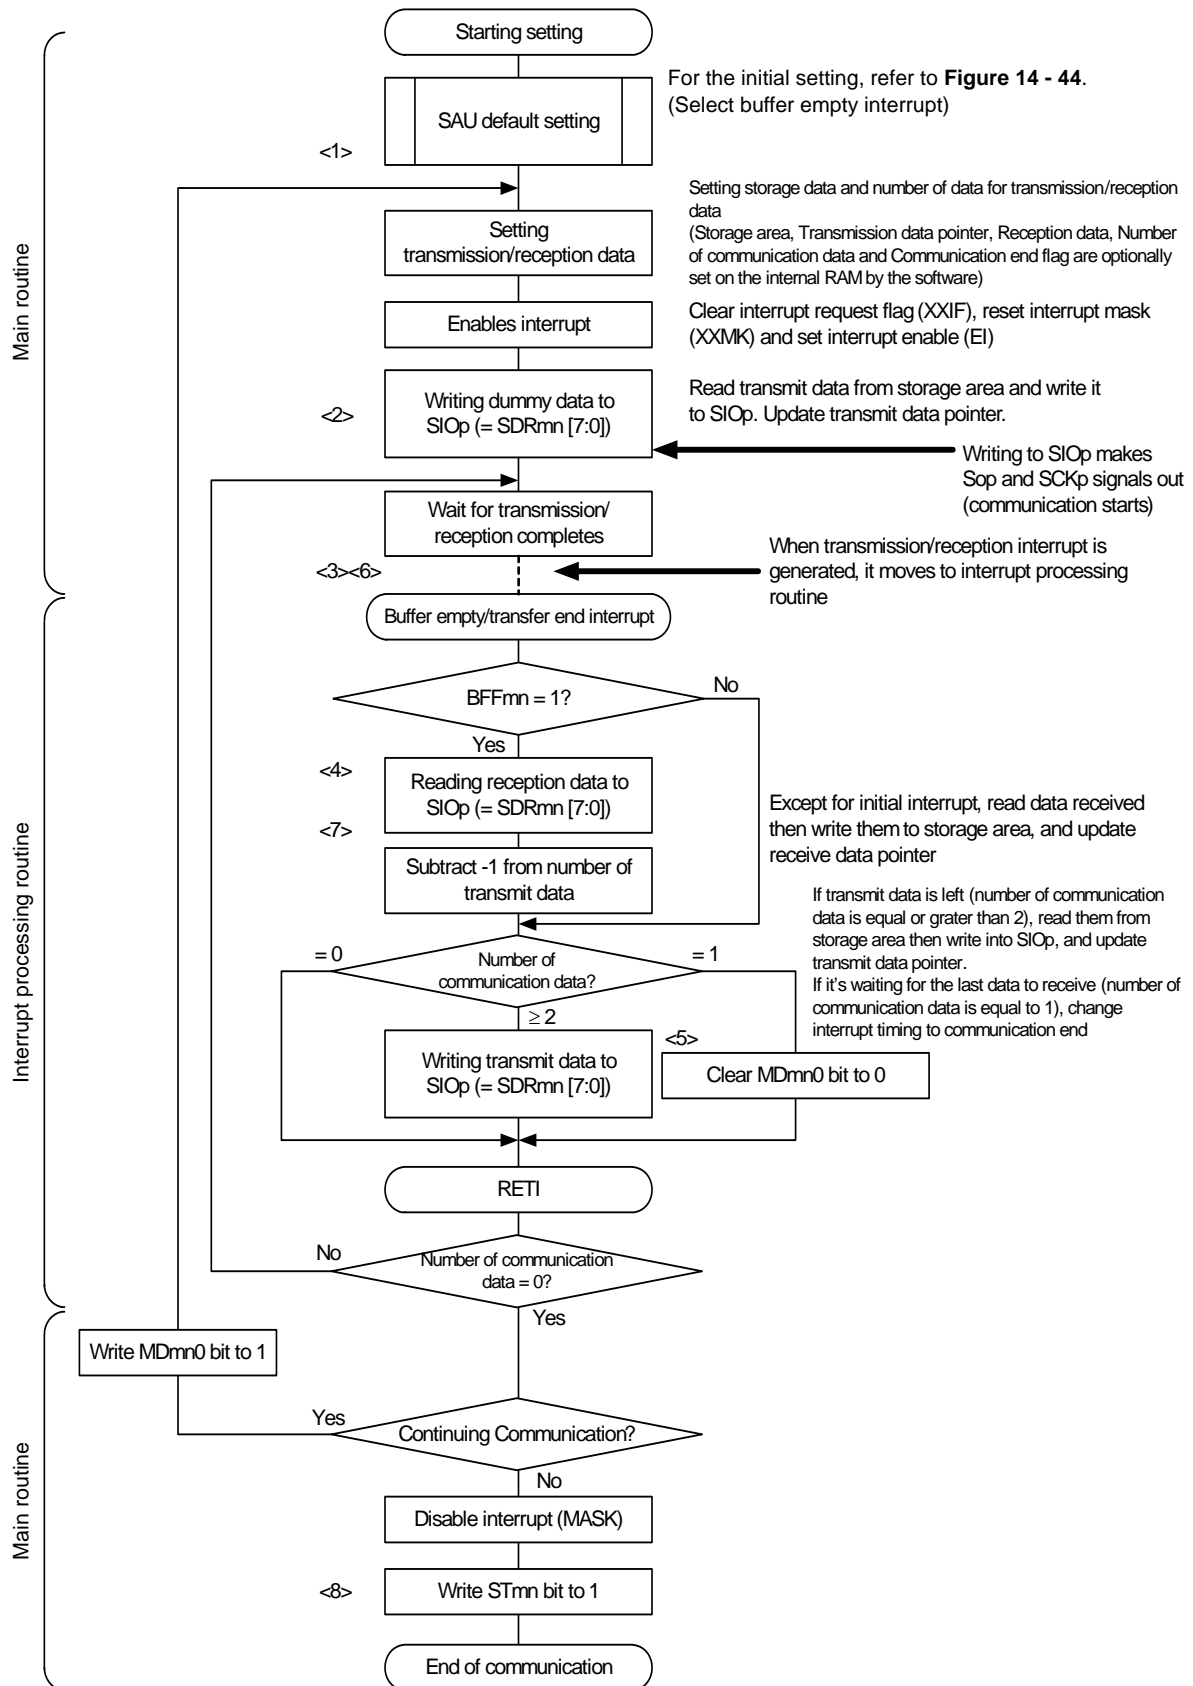 Starting setting
For the initial setting, refer to Figure 14 - 44.
(Select buffer empty interrupt)
SAU default setting
<1>
Setting storage data and number of data for transmission/reception
data
(Storage area, Transmission data pointer, Reception data, Number
of communication data and Communication end flag are optionally
set on the internal RAM by the software)
Setting
transmission/reception data
Main routine
Enables interrupt
Clear interrupt request flag (XXIF), reset interrupt mask
(XXMK) and set interrupt enable (EI)
<2>
Writing dummy data to
SIOp (= SDRmn [7:0])
Read transmit data from storage area and write it
to SIOp. Update transmit data pointer.
Writing to SIOp makes
Sop and SCKp signals out
(communication starts)
Wait for transmission/
reception completes
<3><6>
When transmission/reception interrupt is
generated, it moves to interrupt processing
routine
Buffer empty/transfer end interrupt
BFFmn = 1?
No
Yes
<4>
Reading reception data to
SIOp (= SDRmn [7:0])
<7>
Except for initial interrupt, read data received
then write them to storage area, and update
receive data pointer
Subtract -1 from number of
transmit data
Interrupt processing routine
If transmit data is left (number of communication
data is equal or grater than 2), read them from
storage area then write into SIOp, and update
transmit data pointer.
If it's waiting for the last data to receive (number of
communication data is equal to 1), change
interrupt timing to communication end
= 0
Number of
communication data?
= 1
≥ 2
<5>
Writing transmit data to
SIOp (= SDRmn [7:0])
Clear MDmn0 bit to 0
RETI
No
Number of communication
data = 0?
Yes
Write MDmn0 bit to 1
Yes
Continuing Communication?
No
Main routine
Disable interrupt (MASK)
<8>
Write STmn bit to 1
End of communication